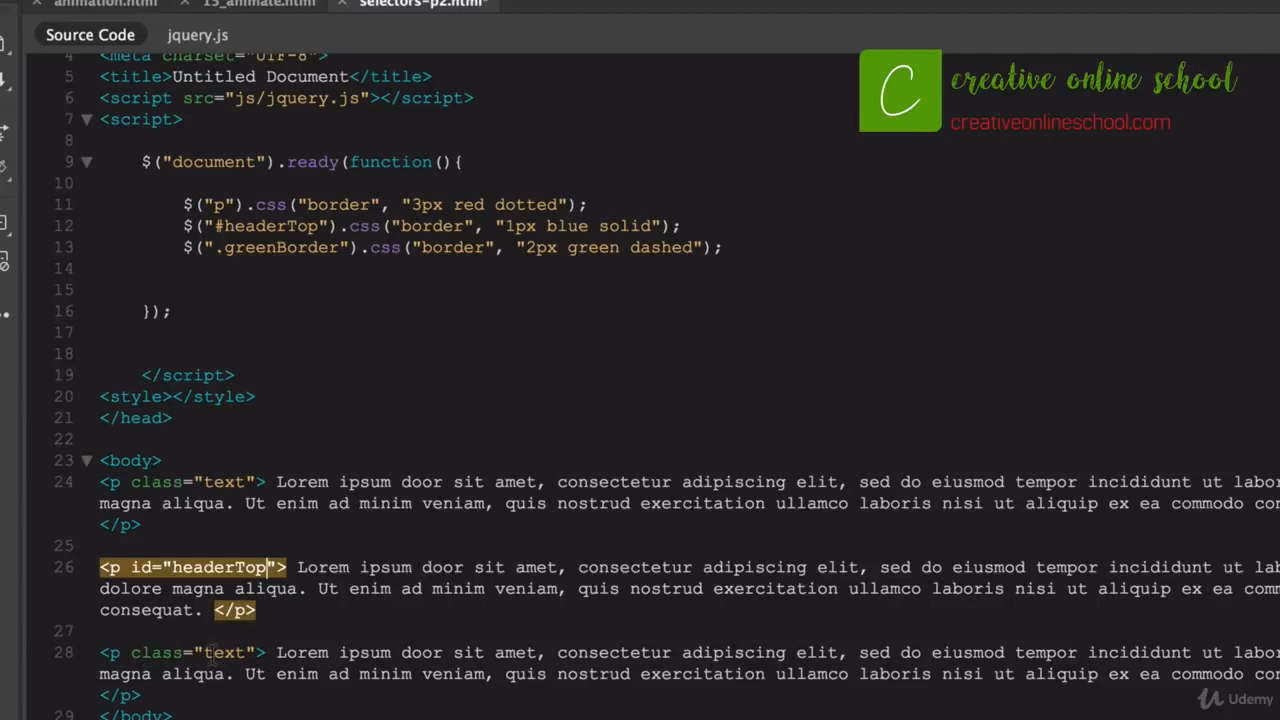 animation.html
15_animate.html
selectors-p2.html*
Source Code
jquery.js
creative online school
creativeonlineschool.com
4 <meta charset="UTF-8">
5 <title>Untitled Document</title>
6 <script src="js/jquery.js"></script>
7 <script>
8
9 $("document").ready(function(){
10
11 $("p").css("border", "3px red dotted");
12 $("#headerTop").css("border", "1px blue solid");
13 $(".greenBorder").css("border", "2px green dashed");
14
15
16 });
17
18
19 </script>
20 <style></style>
21 </head>
22
23 <body>
24 <p class="text"> Lorem ipsum door sit amet, consectetur adipiscing elit, sed do eiusmod tempor incididunt ut labor
magna aliqua. Ut enim ad minim veniam, quis nostrud exercitation ullamco laboris nisi ut aliquip ex ea commodo con
</p>
25
26 <p id="headerTop"> Lorem ipsum door sit amet, consectetur adipiscing elit, sed do eiusmod tempor incididunt ut lab
dolore magna aliqua. Ut enim ad minim veniam, quis nostrud exercitation ullamco laboris nisi ut aliquip ex ea comm
consequat. </p>
27
28 <p class="text"> Lorem ipsum door sit amet, consectetur adipiscing elit, sed do eiusmod tempor incididunt ut labor
magna aliqua. Ut enim ad minim veniam, quis nostrud exercitation ullamco laboris nisi ut aliquip ex ea commodo con
</p>
29 </body>
Udemy